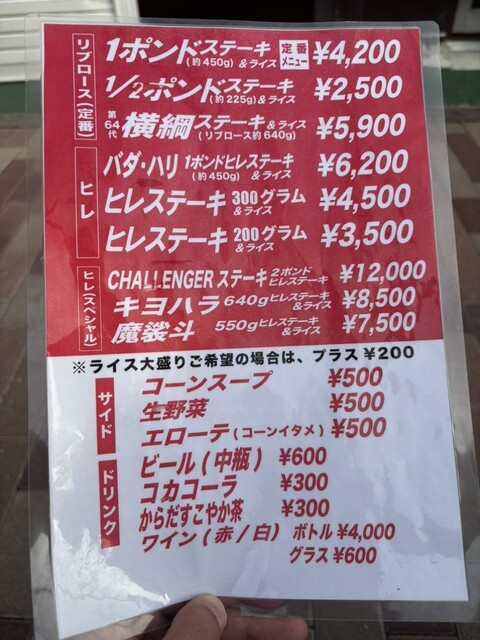 リブロース(定番)
1ポンドステーキ(約450g)&ライス 定番メニュー ¥4,200
1/2ポンドステーキ(約225g)&ライス ¥2,500
第64代 横綱ステーキ&ライス(リブロース約640g) ¥5,900
ヒレ
バダ・ハリ 1ポンドヒレステーキ(約450g) &ライス ¥6,200
ヒレステーキ 300グラム&ライス ¥4,500
ヒレステーキ 200グラム&ライス ¥3,500
ヒレ(スペシャル)
CHALLENGER ステーキ 2ポンドヒレステーキ ¥12,000
キヨハラ 640gヒレステーキ&ライス ¥8,500
魔裟斗 550gヒレステーキ&ライス ¥7,500
※ライス大盛りご希望の場合は、プラス¥200
サイド
コーンスープ ¥500
生野菜 ¥500
エローテ(コーンイタメ) ¥500
ドリンク
ビール(中瓶) ¥600
コカコーラ ¥300
からだすこやか茶 ¥300
ワイン(赤/白) ボトル ¥4,000
グラス ¥600